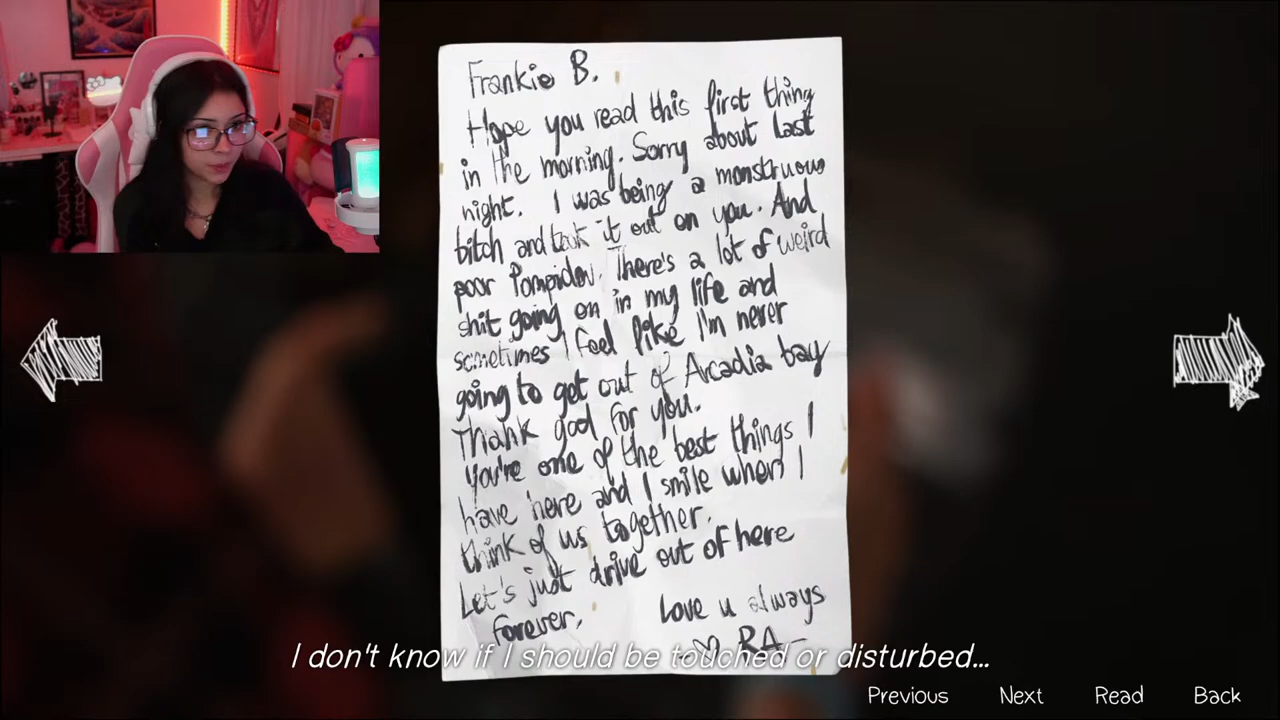 Frankie B.
Hope you read this first thing
in the morning. Sorry about last
night. I was being a monstruous
bitch and took it out on you. And
poor Pompidou. There's a lot of weird
shit going on in my life and
sometimes I feel like I'm never
going to get out of Arcadia bay
Thank god for you.
You're one of the best things I
have here and I smile when I
think of us together.
Let's just drive out of here
forever.
Love u always
-♡ RA-
I don't know if I should be touched or disturbed...
Previous Next Read Back